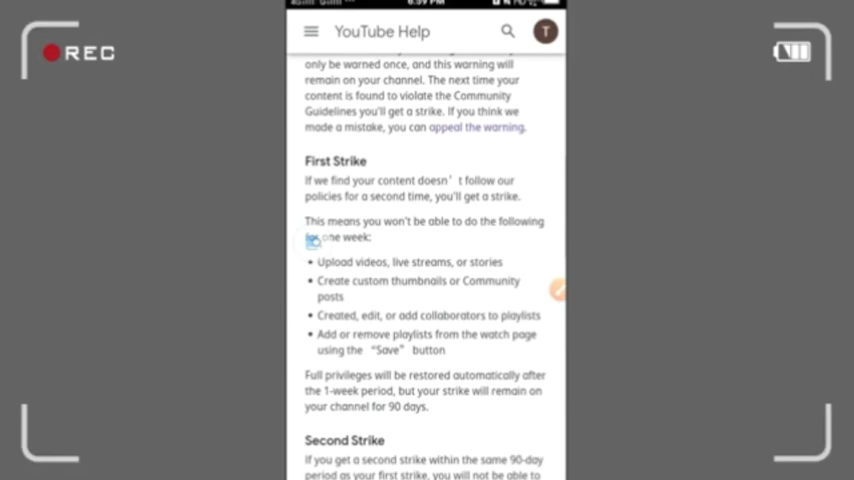 6:59 PM
REC
YouTube Help
T
only be warned once, and this warning will
remain on your channel. The next time your
content is found to violate the Community
Guidelines you'll get a strike. If you think we
made a mistake, you can appeal the warning.
First Strike
If we find your content doesn't follow our
policies for a second time, you'll get a strike.
This means you won't be able to do the following
for one week:
• Upload videos, live streams, or stories
• Create custom thumbnails or Community
posts
• Created, edit, or add collaborators to playlists
• Add or remove playlists from the watch page
using the “Save” button
Full privileges will be restored automatically after
the 1-week period, but your strike will remain on
your channel for 90 days.
Second Strike
If you get a second strike within the same 90-day
period as your first strike, you will not be able to